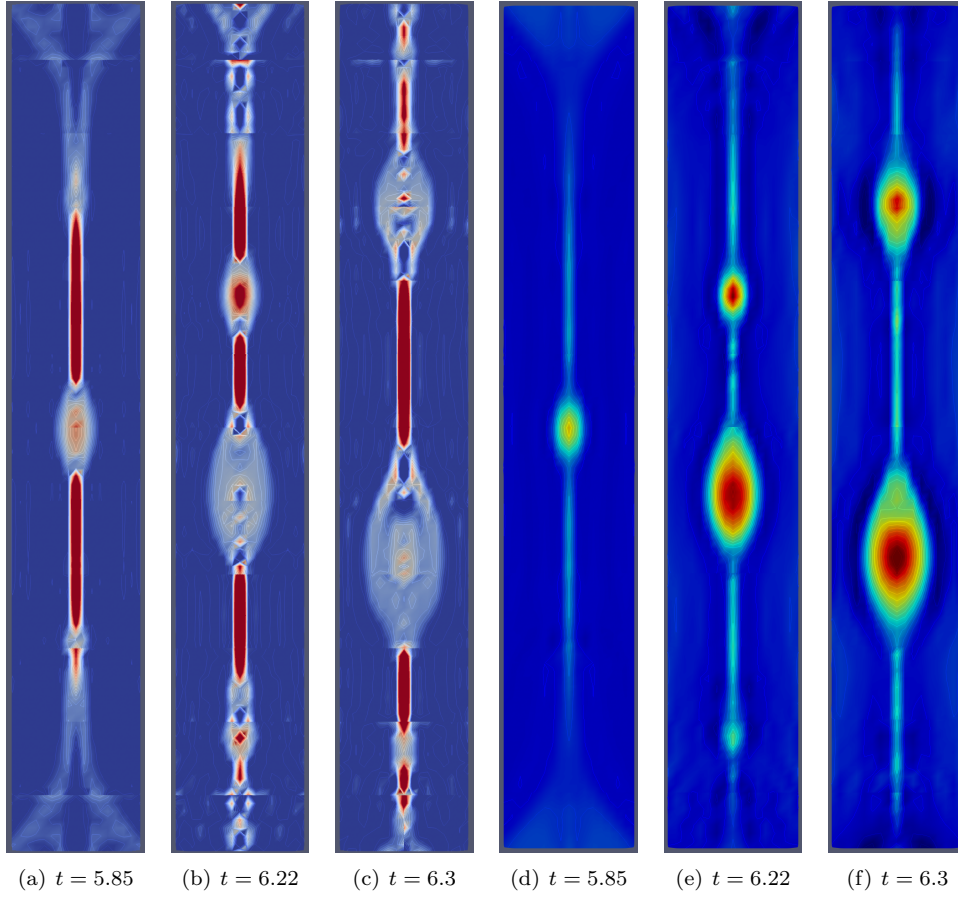 (a) t = 5.85 (b) t = 6.22 (c) t = 6.3 (d) t = 5.85 (e) t = 6.22 (f) t = 6.3